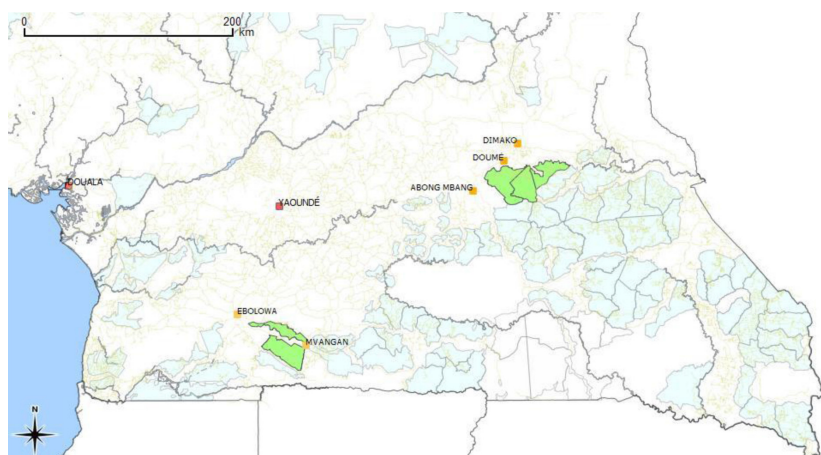 0 200
km
DIMAKO
DOUMÉ
DOUALA
ABONG MBANG
YAOUNDÉ
EBOLOWA
MVANGAN
N